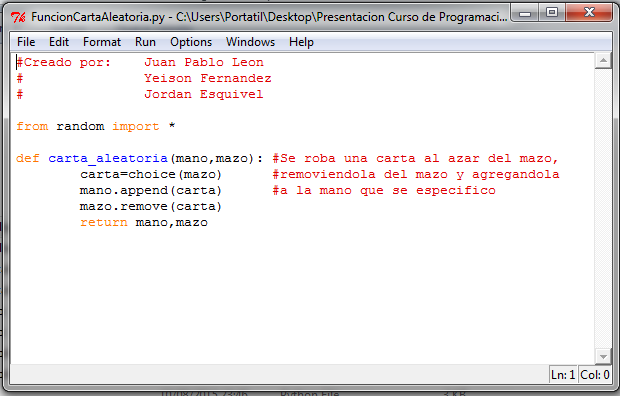 FuncionCartaAleatoria.py - C:\Users\Portatil\Desktop\Presentacion Curso de Programaci...
File Edit Format Run Options Windows Help
#Creado por:    Juan Pablo Leon
#               Yeison Fernandez
#               Jordan Esquivel

from random import *

def carta_aleatoria(mano,mazo): #Se roba una carta al azar del mazo,
        carta=choice(mazo)      #removiendola del mazo y agregandola
        mano.append(carta)      #a la mano que se especifico
        mazo.remove(carta)
        return mano,mazo
Ln: 1 Col: 0